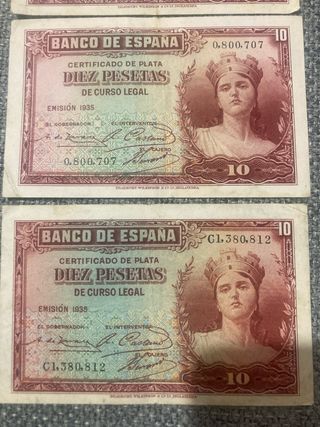 BANCO DE ESPAÑA 10
0,800,707
CERTIFICADO DE PLATA
DIEZ PESETAS
DE CURSO LEGAL
EMISIÓN 1935
EL GOBERNADOR EL INTERVENTOR
EL CAJERO
0,800,707
10
BANCO DE ESPAÑA 10
C1,380,812
CERTIFICADO DE PLATA
DIEZ PESETAS
DE CURSO LEGAL
EMISIÓN 1935
EL GOBERNADOR EL INTERVENTOR
EL CAJERO
C1,380,812
10